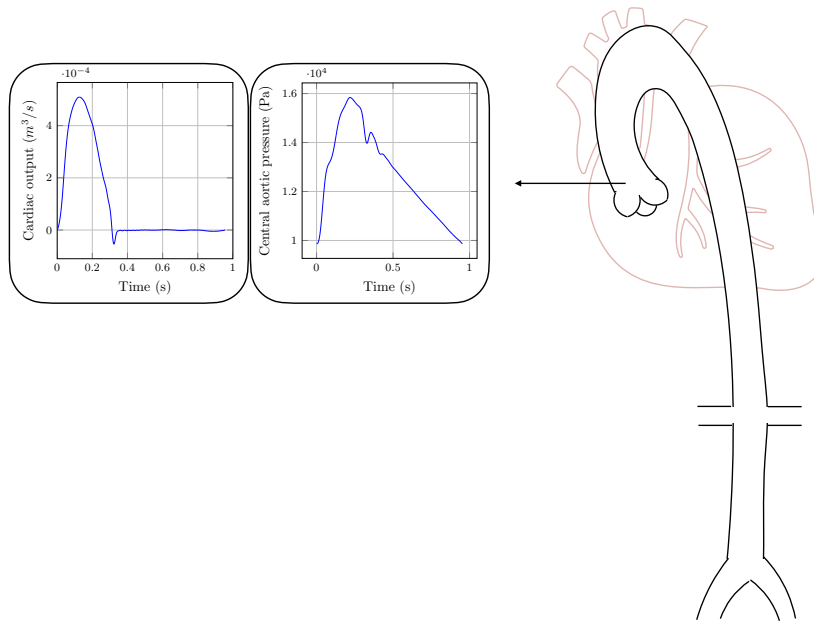 ·10⁻⁴
Cardiac output (m³/s)
4
2
0
0 0.2 0.4 0.6 0.8 1
Time (s)
·10⁴
Central aortic pressure (Pa)
1.6
1.4
1.2
1
0 0.5 1
Time (s)